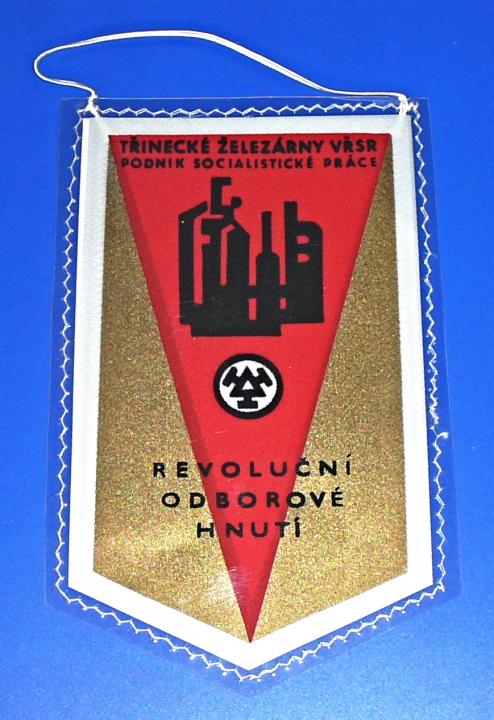 TŘINECKÉ ŽELEZÁRNY VŘSR
PODNIK SOCIALISTICKÉ PRÁCE
REVOLUČNÍ
ODBOROVÉ
HNUTÍ